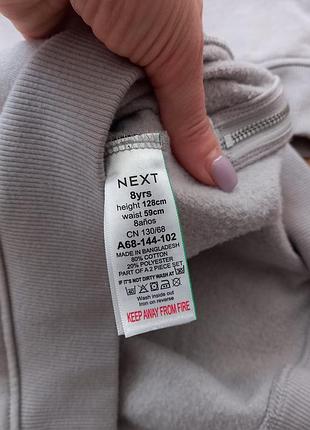 NEXT
8yrs
height 128cm
waist 59cm
8años
CN 130/68
A68-144-102
MADE IN BANGLADESH
80% COTTON
20% POLYESTER
PART OF A 2 PIECE SET
IF IT'S NOT DIRTY WASH AT 30
Wash inside out
Iron on reverse
KEEP AWAY FROM FIRE